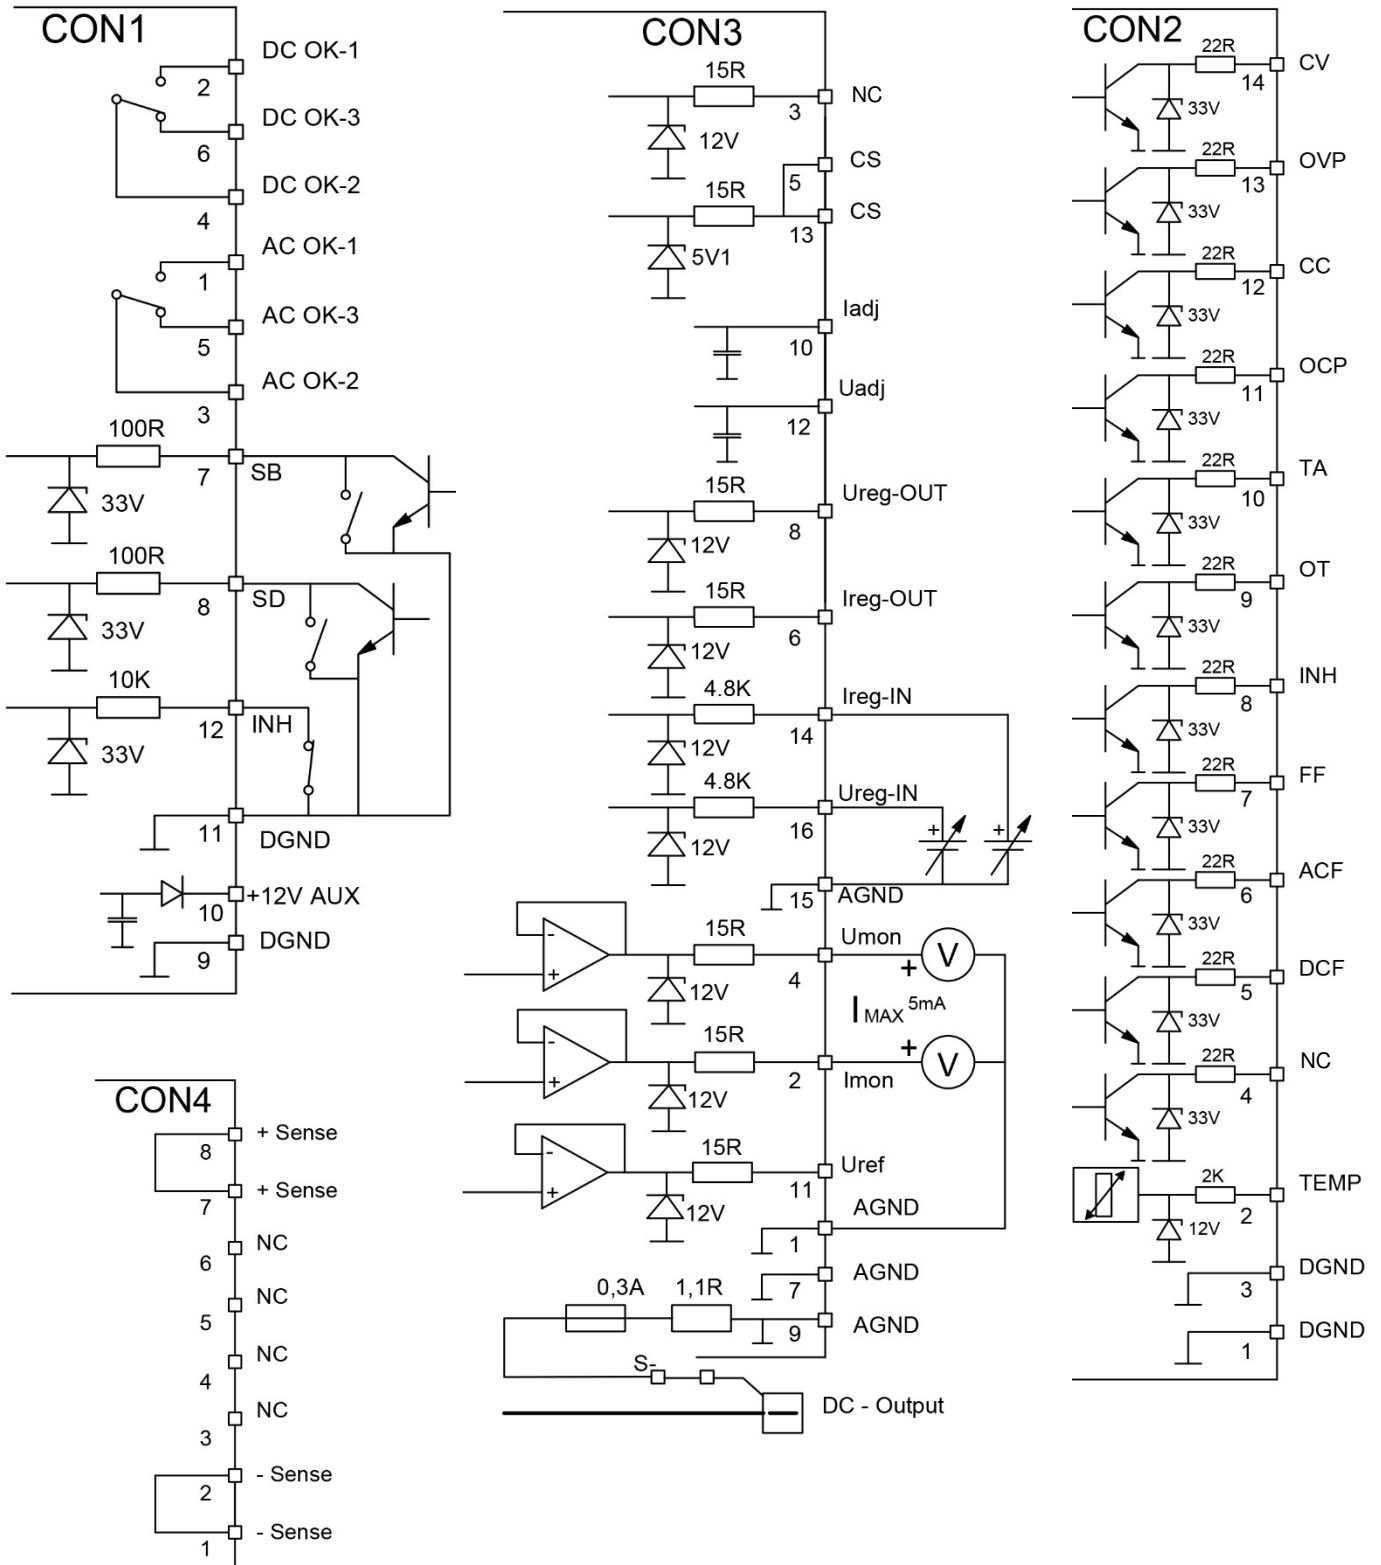 CON1
DC OK-1
2
DC OK-3
6
DC OK-2
4
AC OK-1
1
AC OK-3
5
AC OK-2
3
100R
7
SB
33V
100R
8
SD
33V
10K
12
INH
33V
11
DGND
+12V AUX
10
DGND
9
CON4
+ Sense
8
+ Sense
7
NC
6
NC
5
NC
4
NC
3
- Sense
2
- Sense
1
CON3
15R
NC
3
12V
CS
5
15R
CS
13
5V1
Iadj
10
Uadj
12
15R
Ureg-OUT
8
12V
15R
Ireg-OUT
6
12V
4.8K
Ireg-IN
14
12V
4.8K
Ureg-IN
16
12V
+
+
15
AGND
-
+
15R
Umon
4
+
V
12V
I MAX 5mA
-
+
15R
+
V
2
Imon
12V
-
+
15R
Uref
11
12V
AGND
1
AGND
7
0,3A
1,1R
9
AGND
S-
DC - Output
CON2
22R
CV
14
33V
22R
OVP
13
33V
22R
CC
12
33V
22R
OCP
11
33V
22R
TA
10
33V
22R
OT
9
33V
22R
INH
8
33V
22R
FF
7
33V
22R
ACF
6
33V
22R
DCF
5
33V
22R
NC
4
33V
2K
TEMP
2
12V
DGND
3
DGND
1